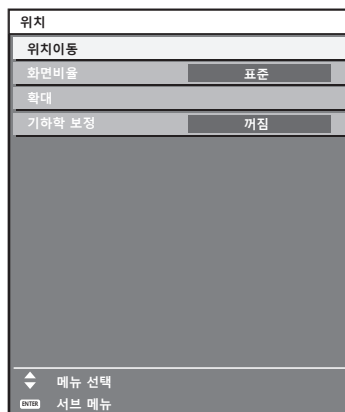 위치
위치이동
화면비율 표준
확대
기하학 보정 꺼짐
메뉴 선택
ENTER 서브 메뉴